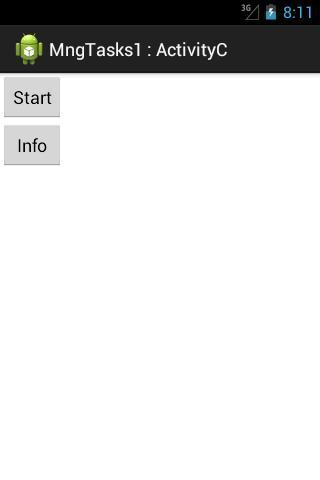 3G 8:11
MngTasks1 : ActivityC
Start
Info